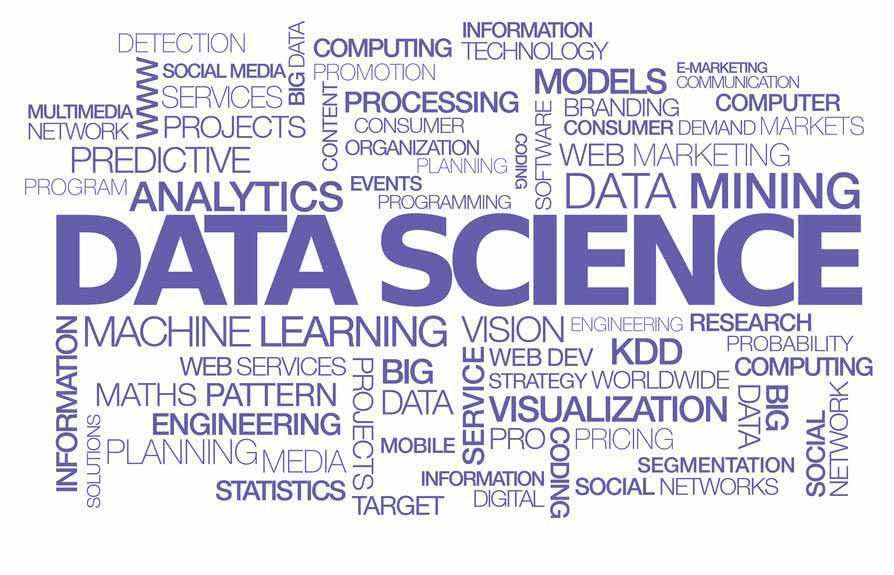 DETECTION
WWW
SOCIAL MEDIA
SERVICES
PROJECTS
BIG DATA
COMPUTING
PROMOTION
INFORMATION
TECHNOLOGY
MULTIMEDIA
NETWORK
CONTENT
PROCESSING
CONSUMER
ORGANIZATION
PLANNING
CODING
SOFTWARE
MODELS
BRANDING
E-MARKETING
COMMUNICATION
COMPUTER
CONSUMER DEMAND MARKETS
WEB MARKETING
PREDICTIVE
PROGRAM
ANALYTICS
EVENTS
PROGRAMMING
DATA MINING
DATA SCIENCE
INFORMATION
MACHINE LEARNING
VISION
ENGINEERING
RESEARCH
PROBABILITY
WEB SERVICES
PROJECTS
BIG
DATA
SERVICE
WEB DEV
KDD
COMPUTING
STRATEGY WORLDWIDE
MATHS PATTERN
VISUALIZATION
BIG
DATA
SOCIAL
NETWORK
ENGINEERING
SOLUTIONS
PLANNING
MEDIA
MOBILE
PRO
CODING
PRICING
SEGMENTATION
STATISTICS
TARGET
INFORMATION
DIGITAL
SOCIAL NETWORKS